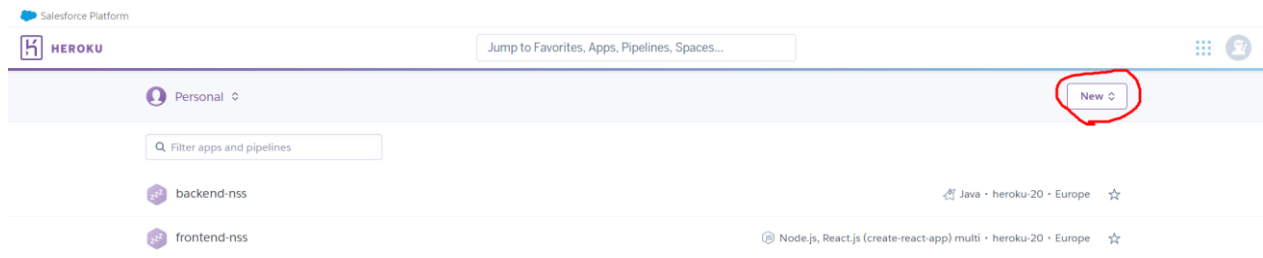 Salesforce Platform
HEROKU
Jump to Favorites, Apps, Pipelines, Spaces...
Personal
New
Filter apps and pipelines
backend-nss
Java • heroku-20 • Europe
frontend-nss
Node.js, React.js (create-react-app) multi • heroku-20 • Europe